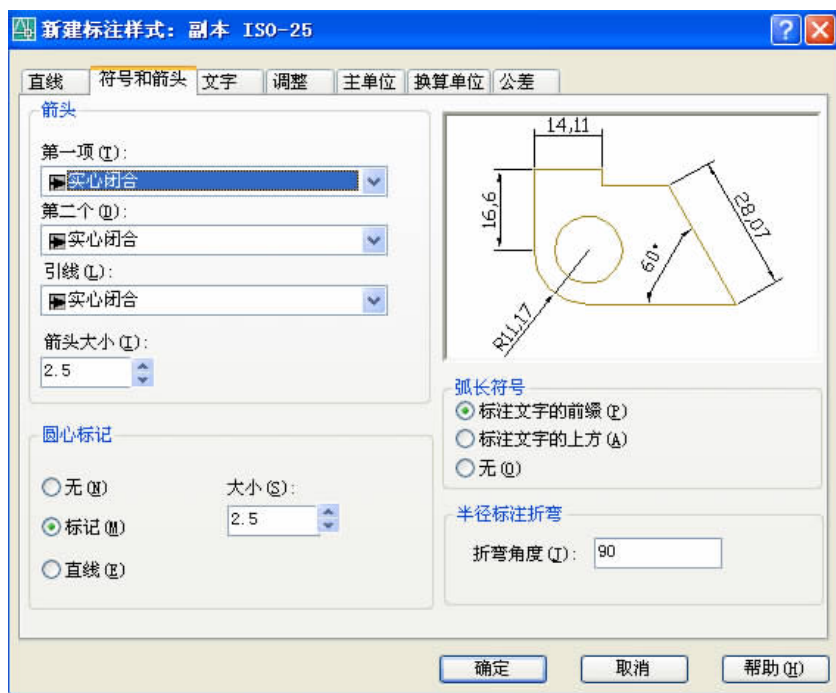 新建标注样式: 副本 ISO-25
直线 符号和箭头 文字 调整 主单位 换算单位 公差
箭头
第一项(T):
实心闭合
第二个(D):
实心闭合
引线(L):
实心闭合
箭头大小(I):
2.5
圆心标记
无(N)
标记(M)
直线(E)
大小(S):
2.5
14,11
16,6
28,07
60°
R11,17
弧长符号
标注文字的前缀(P)
标注文字的上方(A)
无(O)
半径标注折弯
折弯角度(J): 90
确定 取消 帮助(H)